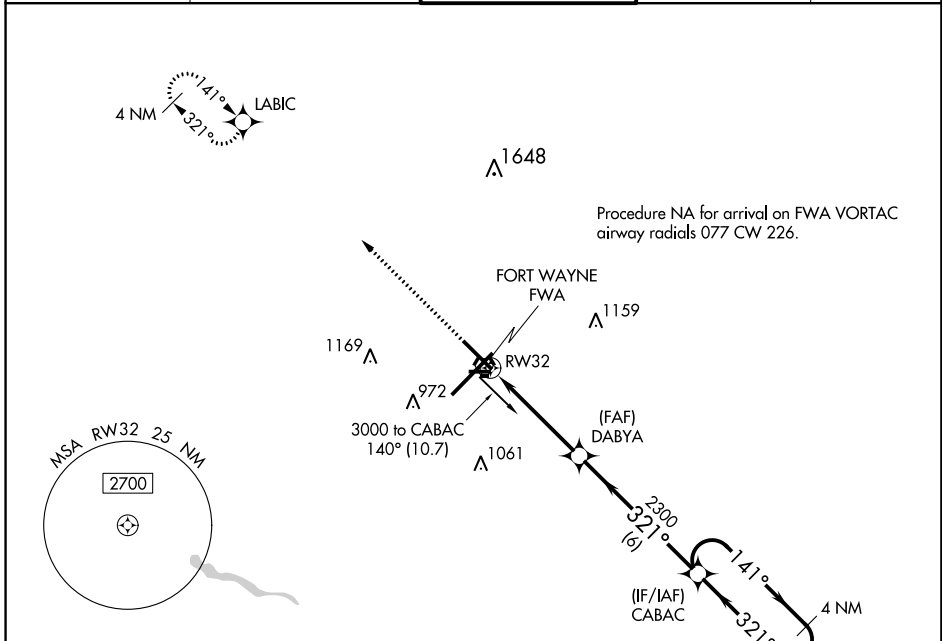 LABIC
141°
4 NM
321°
1648
Procedure NA for arrival on FWA VORTAC
airway radials 077 CW 226.
FORT WAYNE
FWA
1159
1169
RW32
972
3000 to CABAC
140° (10.7)
(FAF)
DABYA
1061
MSA RW32 25 NM
2700
2300
321°
(6)
141°
(IF/IAF)
CABAC
4 NM
321°